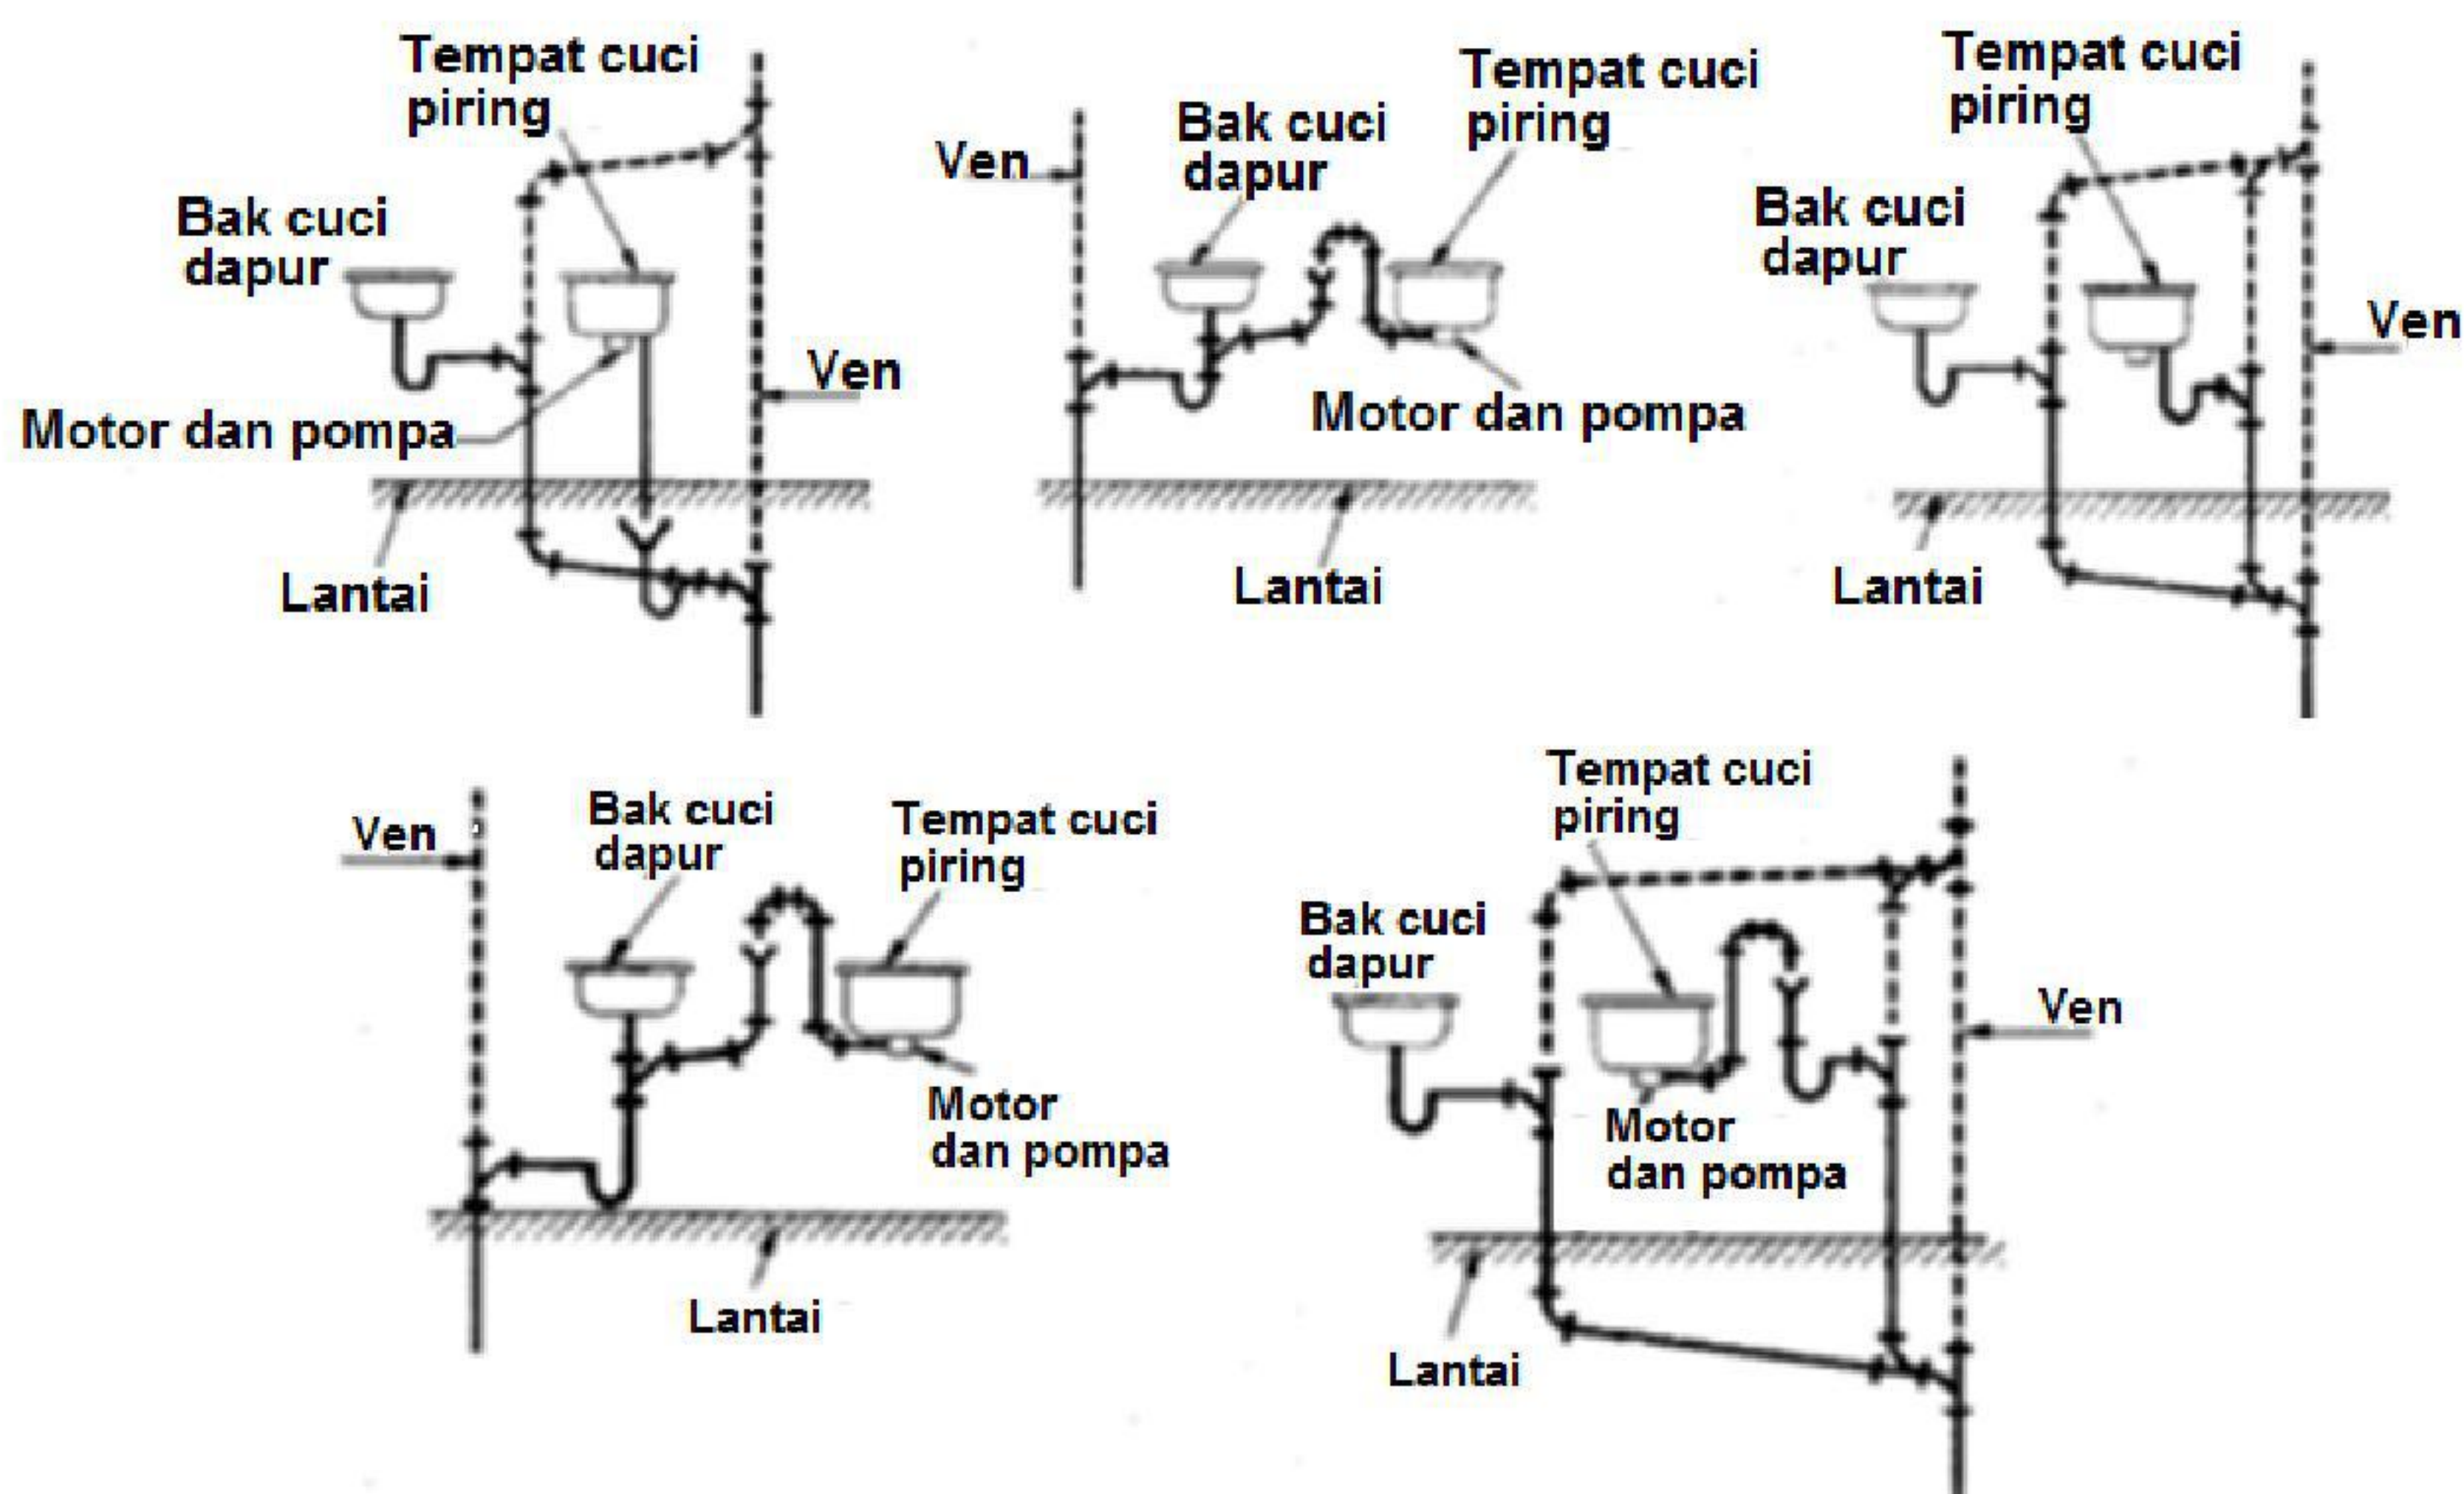 Tempat cuci
piring
Bak cuci
dapur
Ven
Motor dan pompa
Lantai
Ven
Bak cuci
dapur
Tempat cuci
piring
Motor dan pompa
Lantai
Tempat cuci
piring
Bak cuci
dapur
Ven
Lantai
Ven
Bak cuci
dapur
Tempat cuci
piring
Motor
dan pompa
Lantai
Tempat cuci
piring
Bak cuci
dapur
Ven
Motor
dan pompa
Lantai